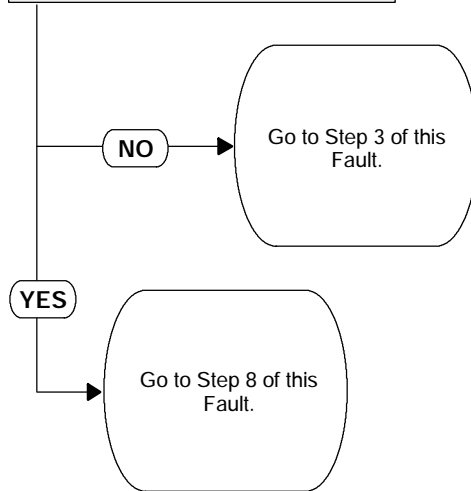 NO
Go to Step 3 of this
Fault.
YES
Go to Step 8 of this
Fault.